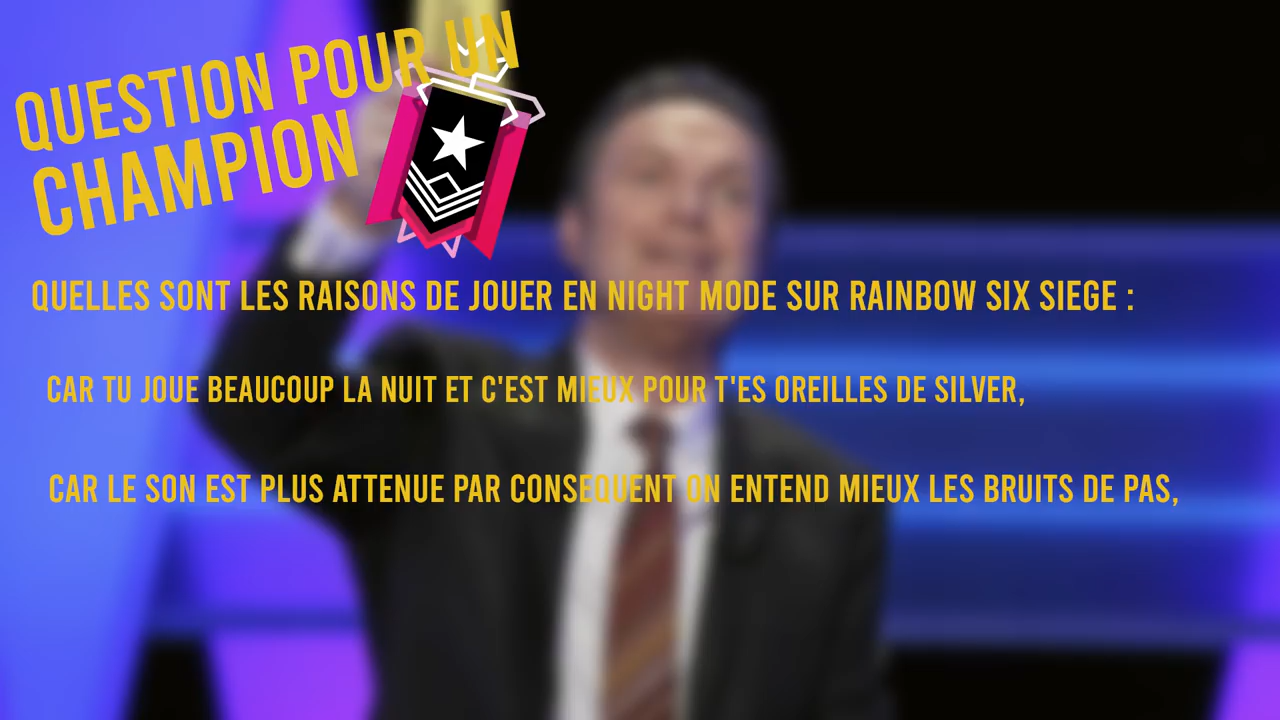 QUESTION POUR UN
CHAMPION
QUELLES SONT LES RAISONS DE JOUER EN NIGHT MODE SUR RAINBOW SIX SIEGE :
CAR TU JOUE BEAUCOUP LA NUIT ET C'EST MIEUX POUR T'ES OREILLES DE SILVER,
CAR LE SON EST PLUS ATTENUE PAR CONSEQUENT ON ENTEND MIEUX LES BRUITS DE PAS,